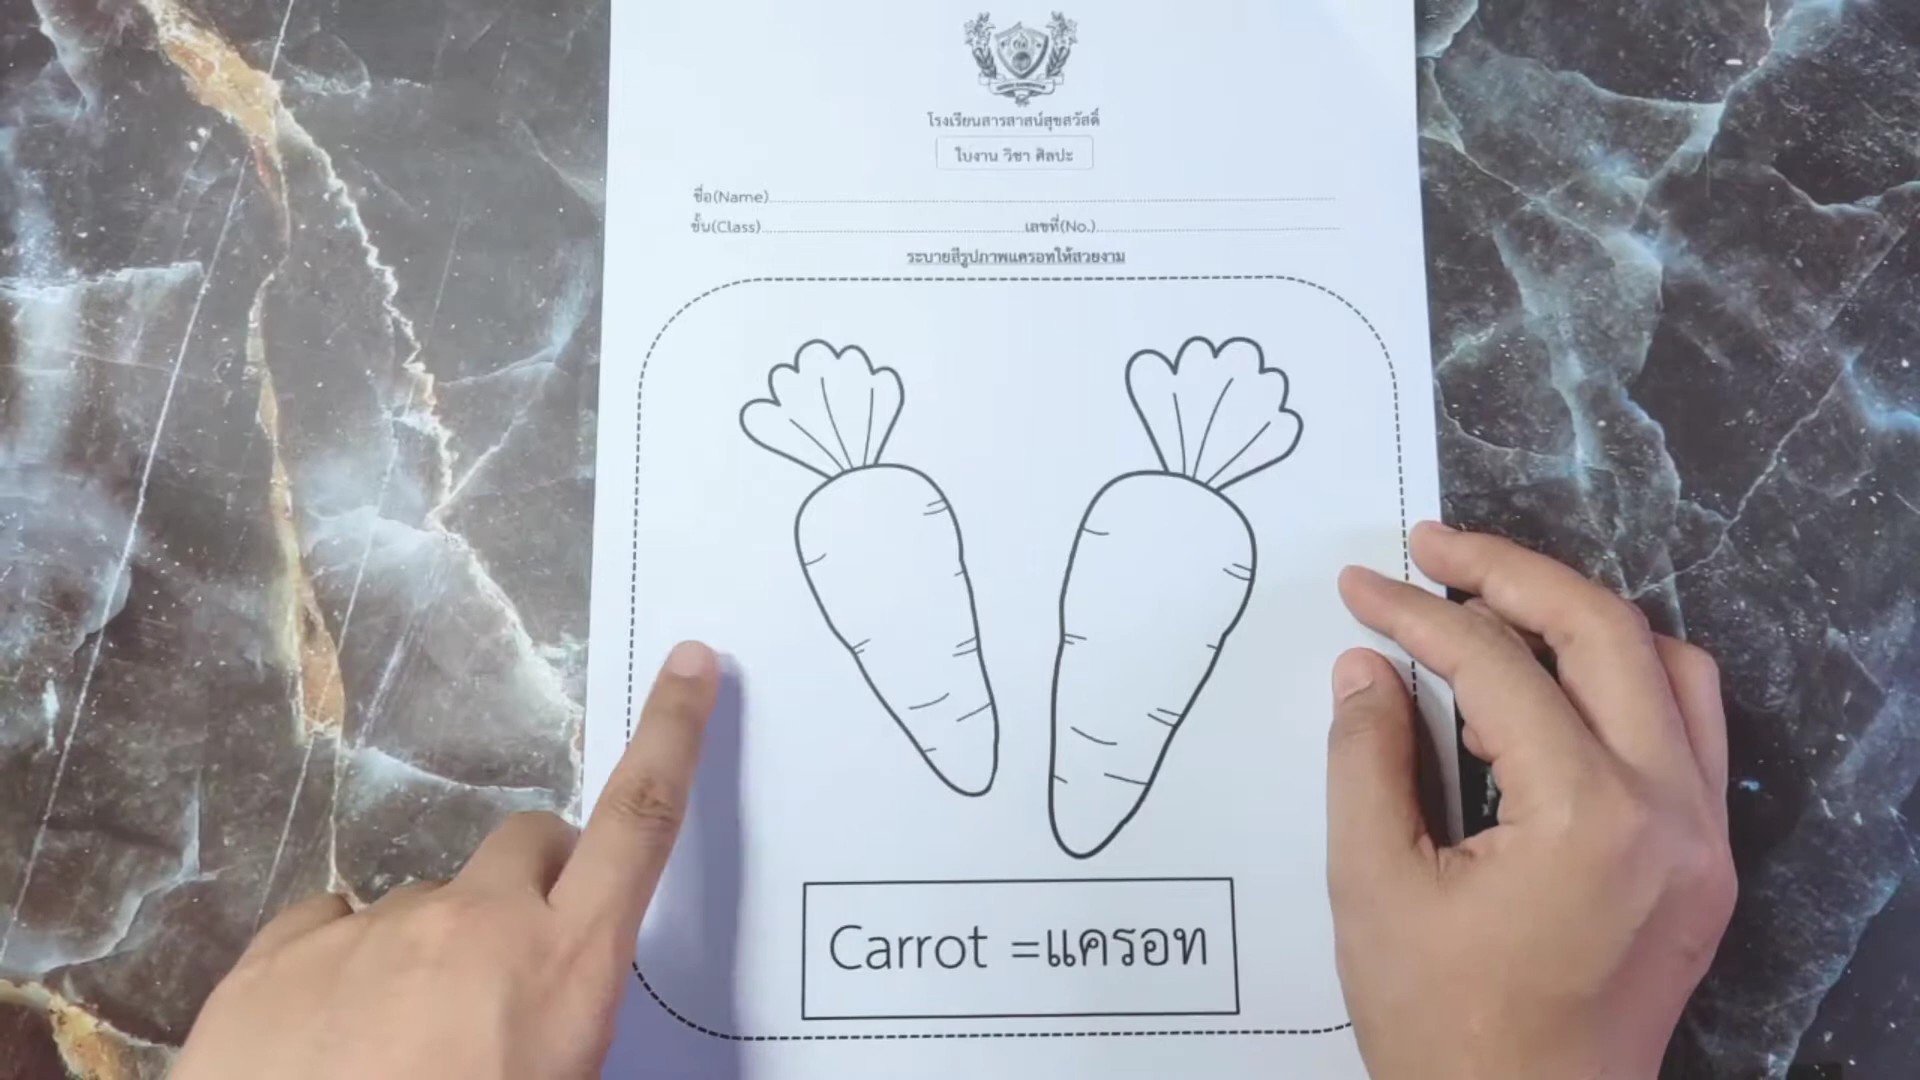 โรงเรียนสารสาสน์สุขสวัสดิ์
ใบงาน วิชา ศิลปะ
ชื่อ(Name)
ชั้น(Class) เลขที่(No.)
ระบายสีรูปภาพแครอทให้สวยงาม
Carrot =แครอท